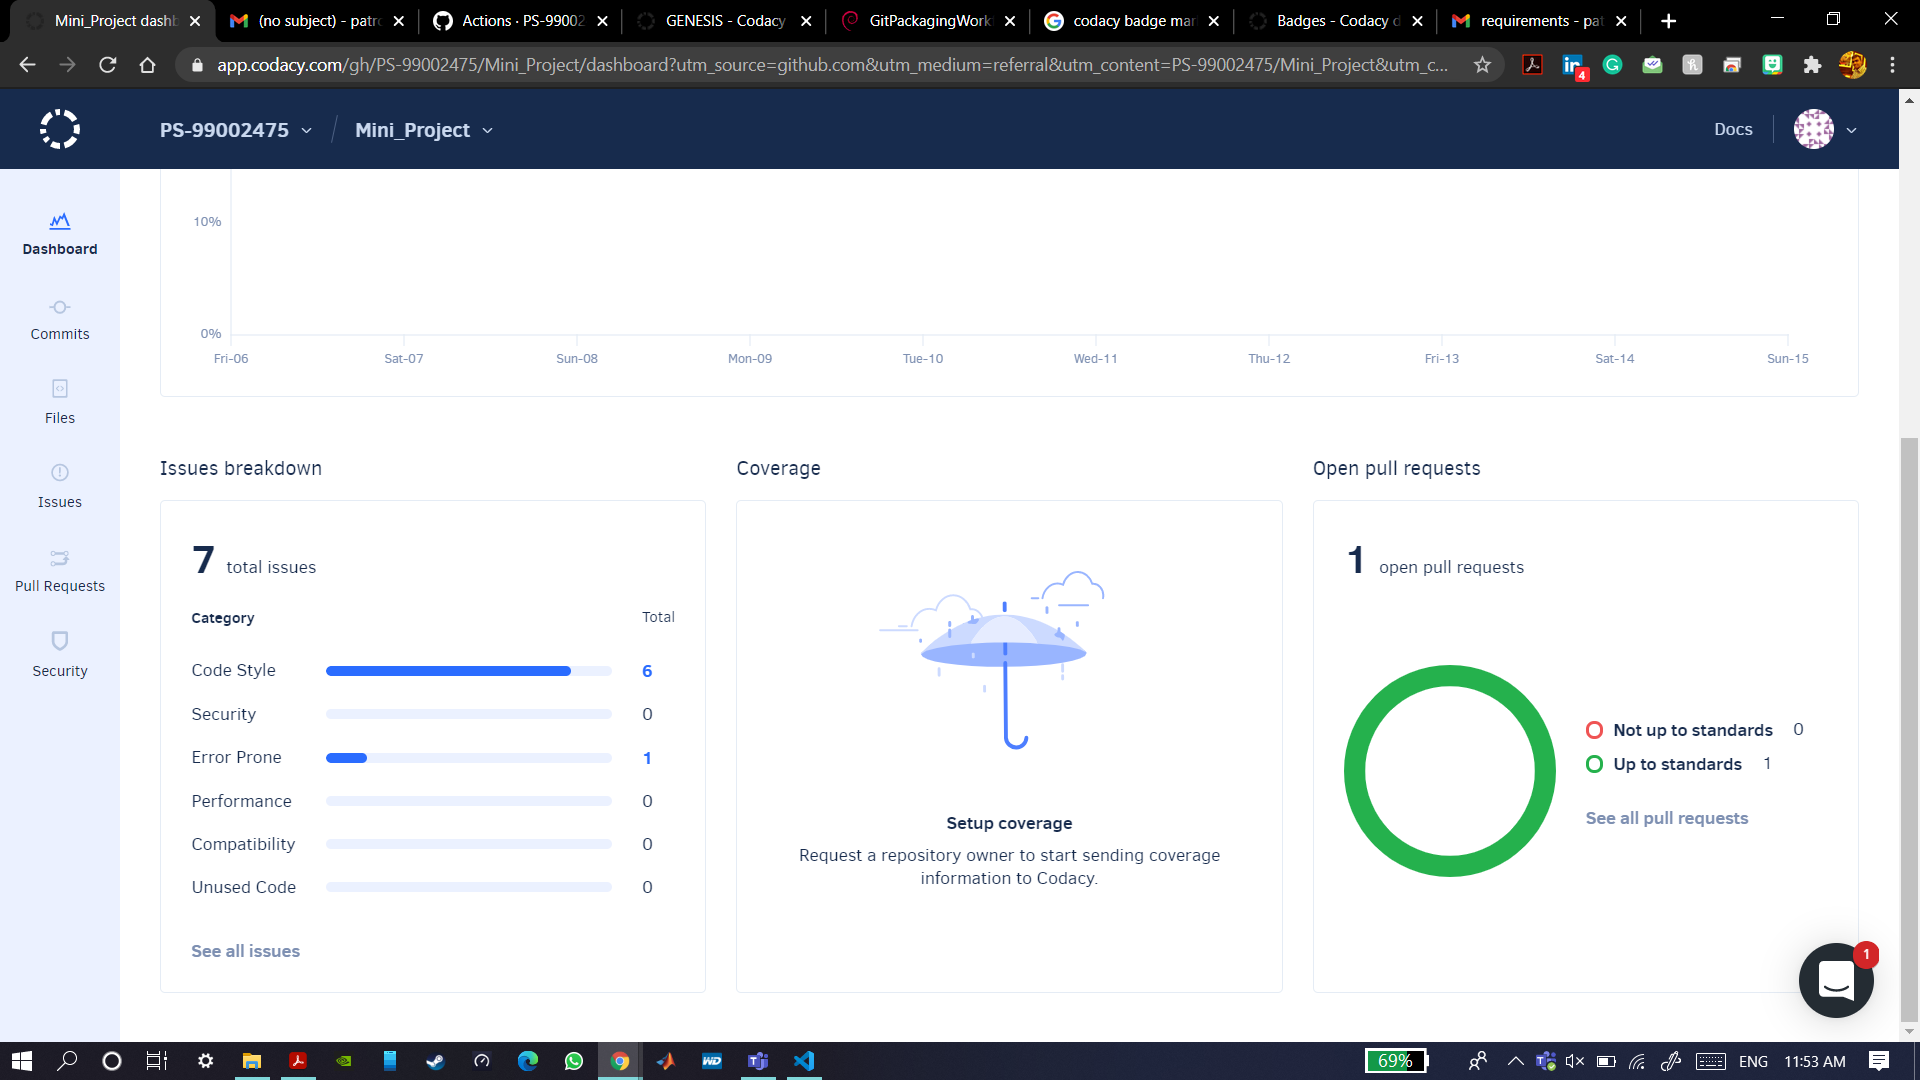 Mini_Project dashb
(no subject) - patr
Actions · PS-99002
GENESIS - Codacy
GitPackagingWork
codacy badge mar
Badges - Codacy d
requirements - pat
app.codacy.com/gh/PS-99002475/Mini_Project/dashboard?utm_source=github.com&utm_medium=referral&utm_content=PS-99002475/Mini_Project&utm_c...
4
PS-99002475
Mini_Project
Docs
Dashboard
Commits
Files
Issues
Pull Requests
Security
10%
0%
Fri-06 Sat-07 Sun-08 Mon-09 Tue-10 Wed-11 Thu-12 Fri-13 Sat-14 Sun-15
Issues breakdown
7 total issues
Category Total
Code Style 6
Security 0
Error Prone 1
Performance 0
Compatibility 0
Unused Code 0
See all issues
Coverage
Setup coverage
Request a repository owner to start sending coverage
information to Codacy.
Open pull requests
1 open pull requests
Not up to standards 0
Up to standards 1
See all pull requests
1
WD
69%
ENG
11:53 AM